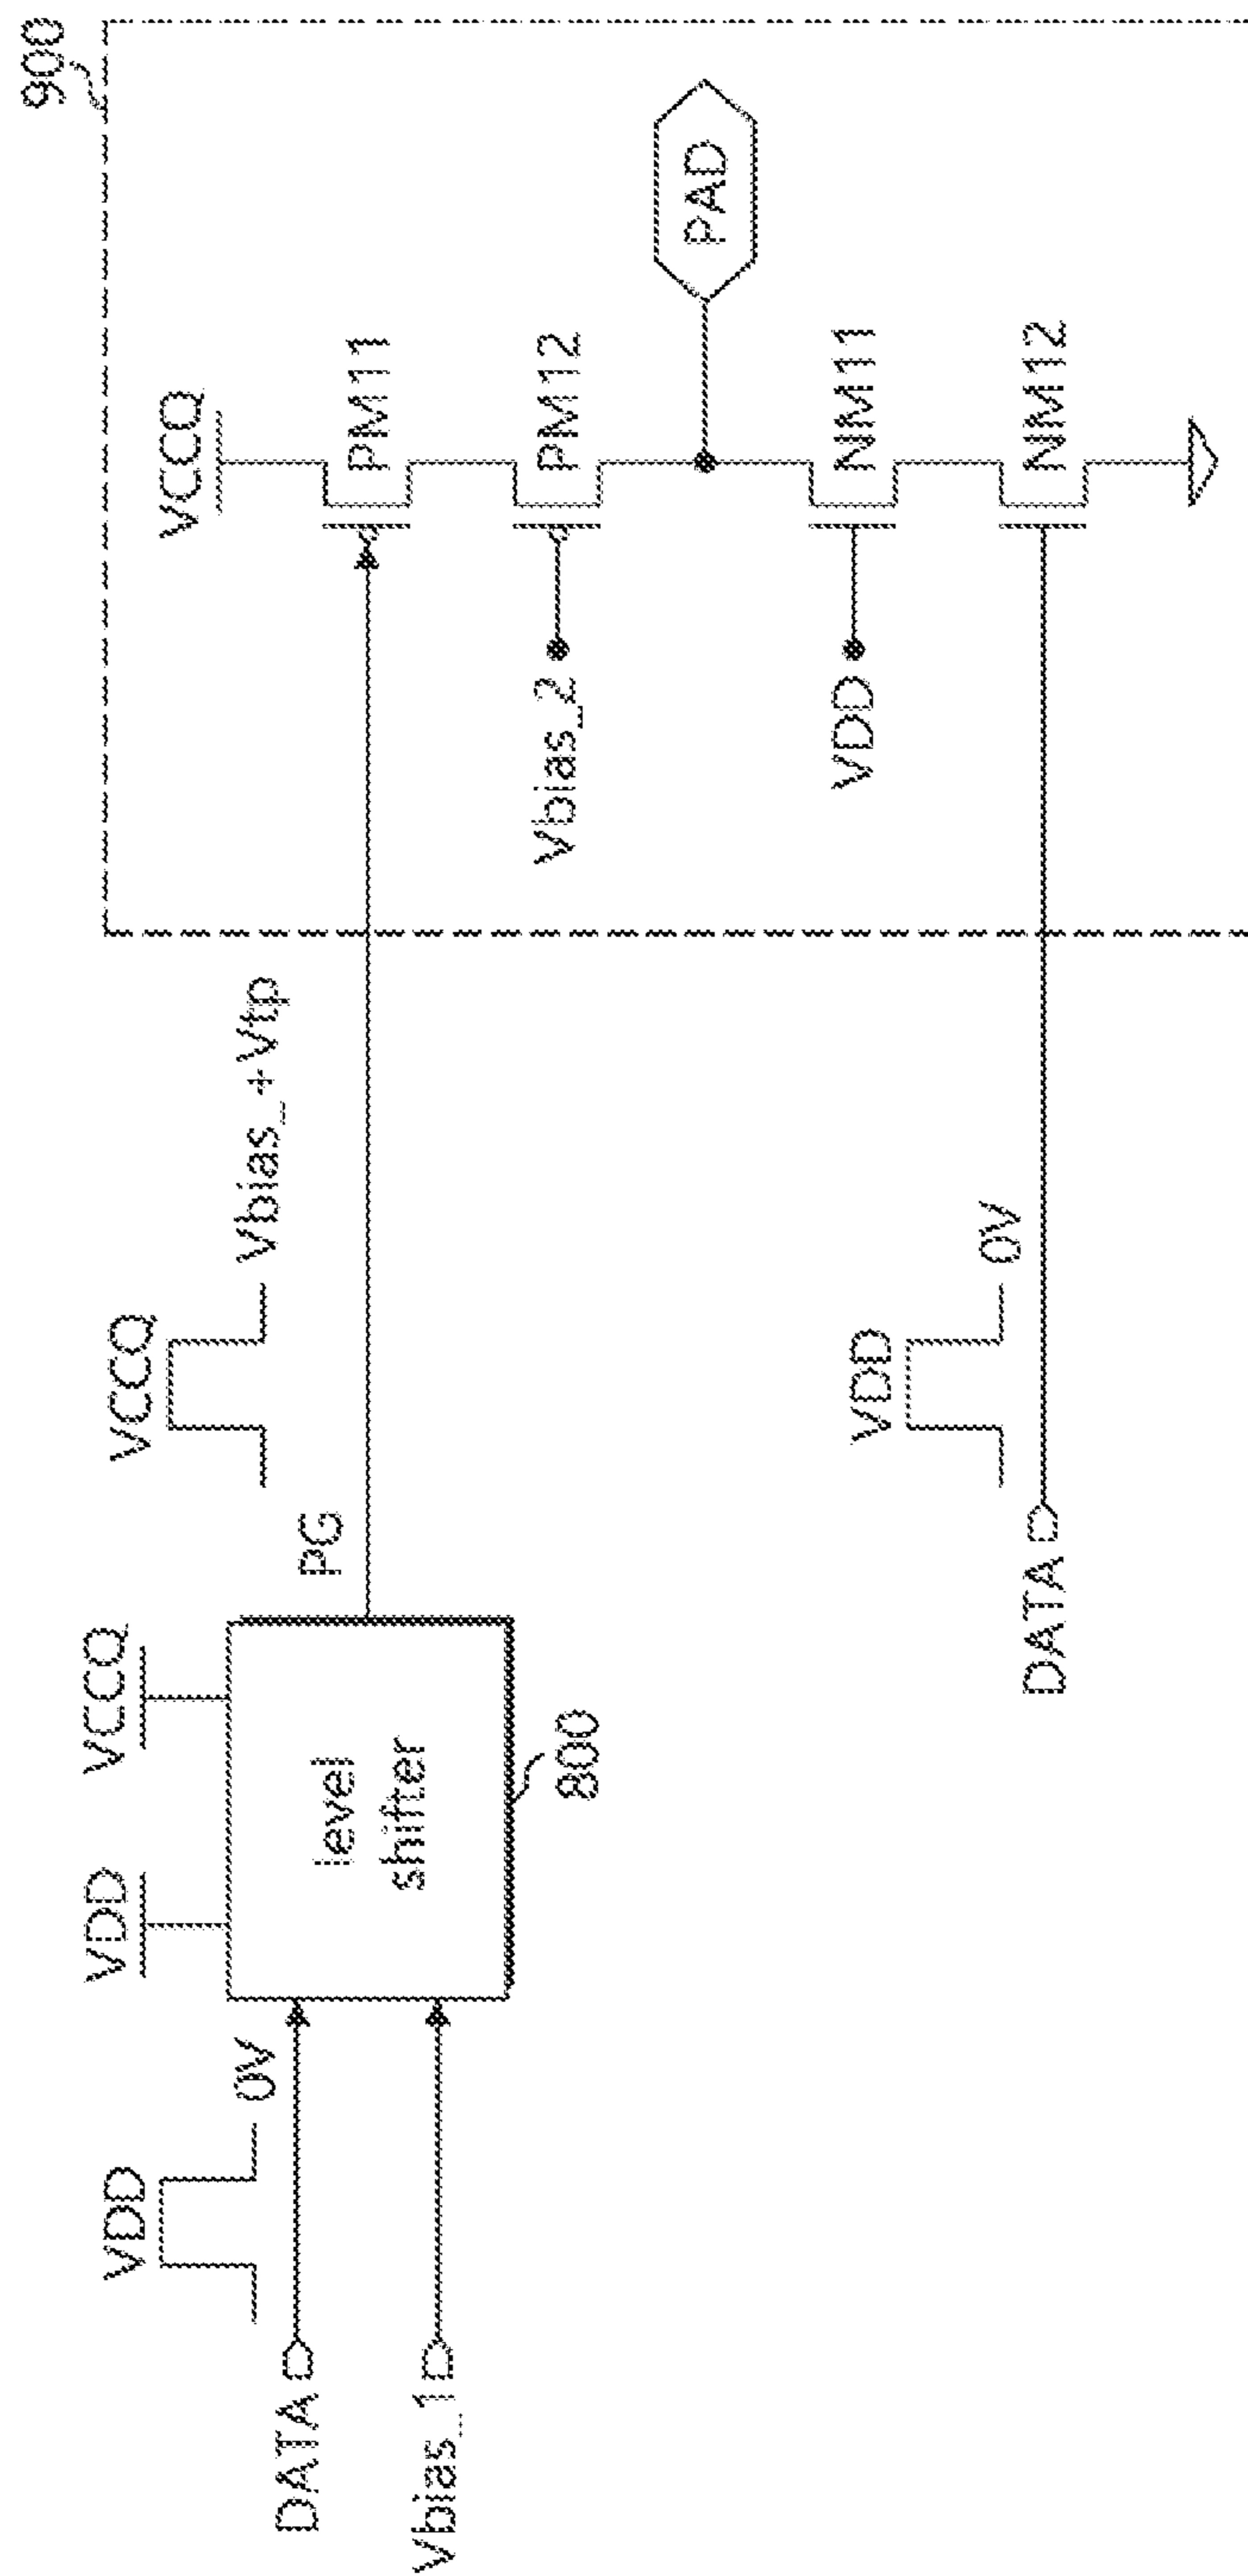 900
VCCQ
PM11
Vbias_2
PM12
PAD
VDD
NM11
NM12
VCCQ
Vbias_+Vtp
PG
VDD
0V
DATA
VDD
VCCQ
level
shifter
800
VDD
0V
DATA
Vbias_1